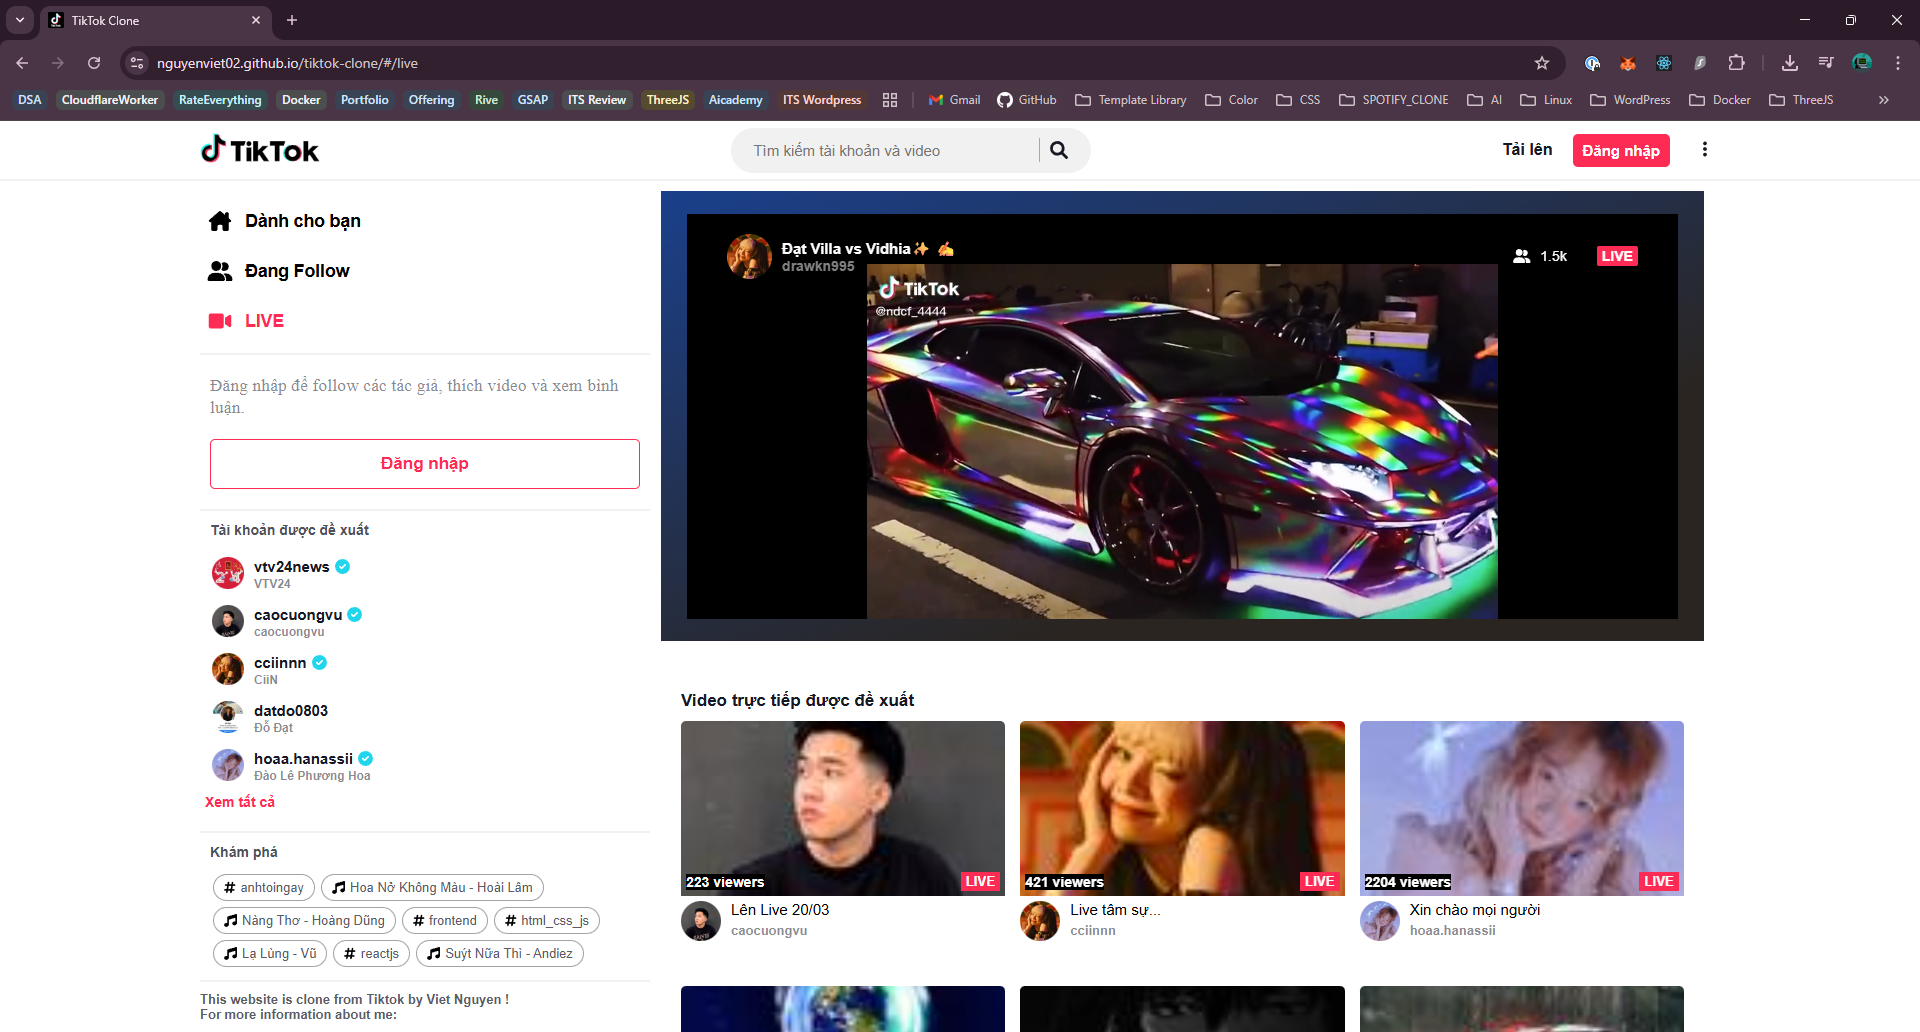 TikTok Clone
nguyenviet02.github.io/tiktok-clone/#/live
DSA CloudflareWorker RateEverything Docker Portfolio Offering Rive GSAP ITS Review ThreeJS Aicademy ITS Wordpress Gmail GitHub Template Library Color CSS SPOTIFY_CLONE AI Linux WordPress Docker ThreeJS
TikTok
Tìm kiếm tài khoản và video
Tải lên
Đăng nhập
Dành cho bạn
Đang Follow
LIVE
Đăng nhập để follow các tác giả, thích video và xem bình
luận.
Đăng nhập
Tài khoản được đề xuất
vtv24news
VTV24
caocuongvu
caocuongvu
cciinnn
CiiN
datdo0803
Đỗ Đạt
hoaa.hanassii
Đào Lê Phương Hoa
Xem tất cả
Khám phá
# anhtoingay
Hoa Nở Không Màu - Hoài Lâm
Nàng Thơ - Hoàng Dũng
# frontend
# html_css_js
Lạ Lùng - Vũ
# reactjs
Suýt Nữa Thì - Andiez
This website is clone from Tiktok by Viet Nguyen !
For more information about me:
Đạt Villa vs Vidhia✨ ✍
drawkn995
1.5k
LIVE
TikTok
@ndcf_4444
Video trực tiếp được đề xuất
223 viewers
LIVE
Lên Live 20/03
caocuongvu
421 viewers
LIVE
Live tâm sự...
cciinnn
2204 viewers
LIVE
Xin chào mọi người
hoaa.hanassii